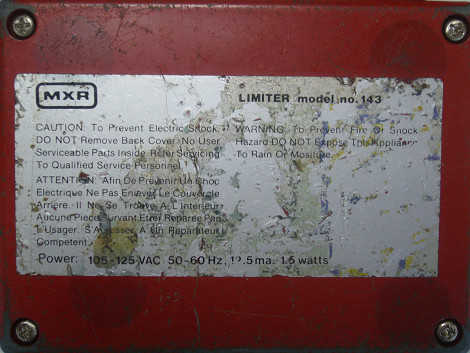 MXR
LIMITER model no. 143
CAUTION: To Prevent Electric Shock
DO NOT Remove Back Cover. No User
Serviceable Parts Inside. Refer Servicing
To Qualified Service Personnel.
WARNING: To Prevent Fire Or Shock
Hazard DO NOT Expose This Appliance
To Rain Or Moisture.
ATTENTION: Afin De Prevenir Un Choc
Electrique Ne Pas Enlever Le Couvercle
Arriere. Il Ne Se Trouve A L'Interieur
Aucune Piece Pouvant Etre Reparee Par
L'Usager. S'Adresser A Un Reparateur
Competent.
Power: 105-125 VAC 50-60 Hz, 12.5ma. 1.5 watts